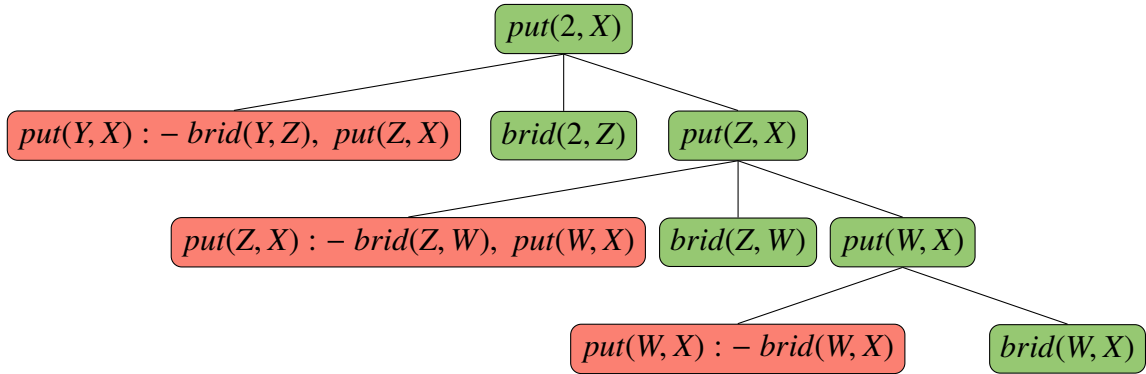 put(2, X)
put(Y, X) : − brid(Y, Z), put(Z, X)
brid(2, Z)
put(Z, X)
put(Z, X) : − brid(Z, W), put(W, X)
brid(Z, W)
put(W, X)
put(W, X) : − brid(W, X)
brid(W, X)